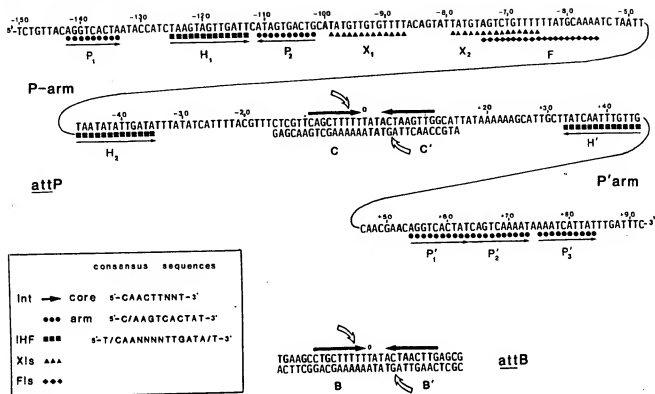 -150 -140 -130 -120 -110 -100 -90 -80 -70 -60 -50
5'-TCTGTTACAGGTCACTAATACCATCTAAGTAGTTGATTCATAGTGACTGCATATGTTGTGTTTTACAGTATTATGTAGTCTGTTTTTTATGCAAAATCTAATT
P1 H1 P2 X1 X2 F
P-arm
-40 -30 -20 -10 0 +10 +20 +30 +40
TAATATATTGATATTTATATCATTTTACGTTTCTCGTTCAGCTTTTTTATACTAAGTTGGCATTATAAAAAAGCATTGCTTATCAATTTGTTG
GAGCAAGTCGAAAAAATATGATTCAACCGTA
H2 C C' H'
attP
P'arm
+50 +60 +70 +80 +90
CAACGAACAGGTCACTATCAGTCAAAATAAAATCATTATTTGATTTC-3'
P'1 P'2 P'3
consensus sequences
Int core 5'-CAACTTNNT-3'
arm 5'-C/AAGTCACTAT-3'
IHF 5'-T/CAANNNNTTGATA/T-3'
XIs
FIs
0
TGAAGCCTGCTTTTTTATACTAACTTGAGCG
ACTTCGGACGAAAAAATATGATTGAACTCGC
B B'
attB